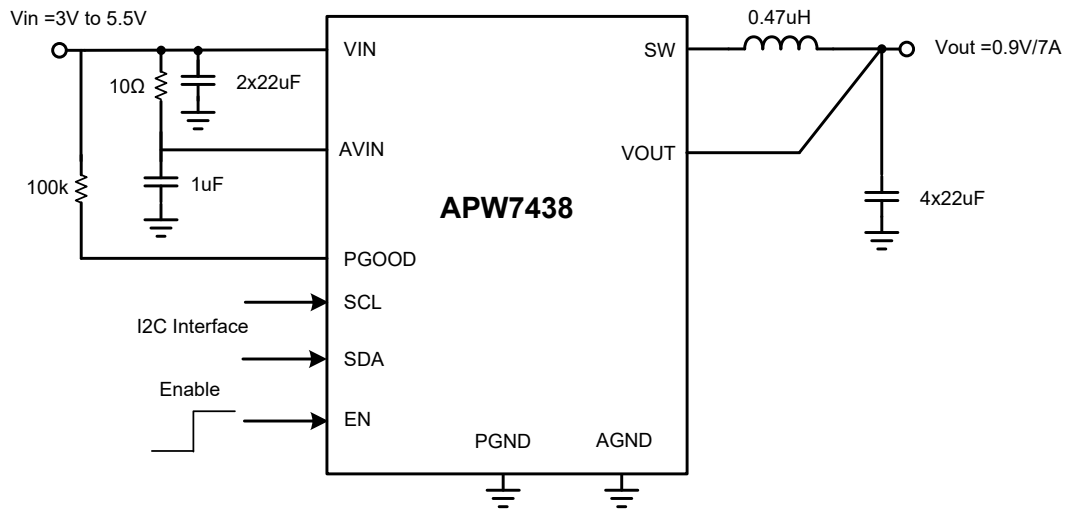 Vin =3V to 5.5V
0.47uH
VIN
SW
Vout =0.9V/7A
10Ω
2x22uF
AVIN
VOUT
100k
1uF
4x22uF
APW7438
PGOOD
SCL
I2C Interface
SDA
Enable
EN
PGND
AGND